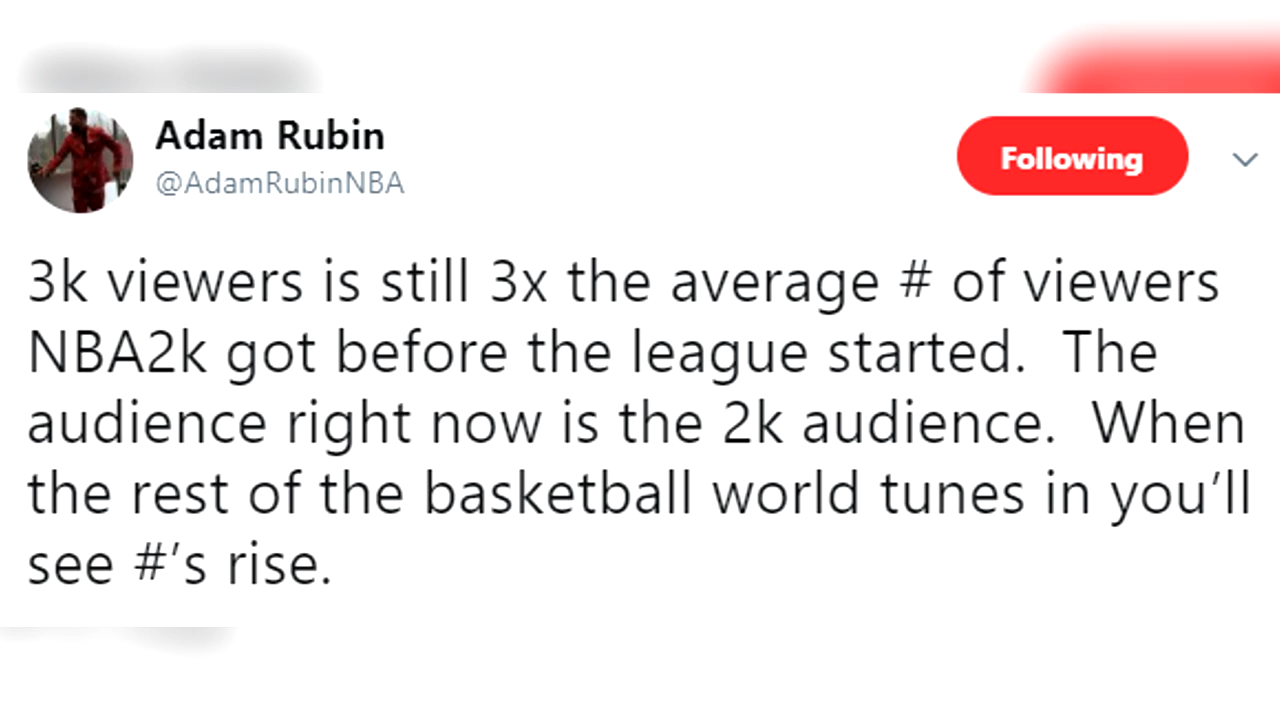 Adam Rubin
@AdamRubinNBA
Following
3k viewers is still 3x the average # of viewers
NBA2k got before the league started.  The
audience right now is the 2k audience.  When
the rest of the basketball world tunes in you’ll
see #’s rise.